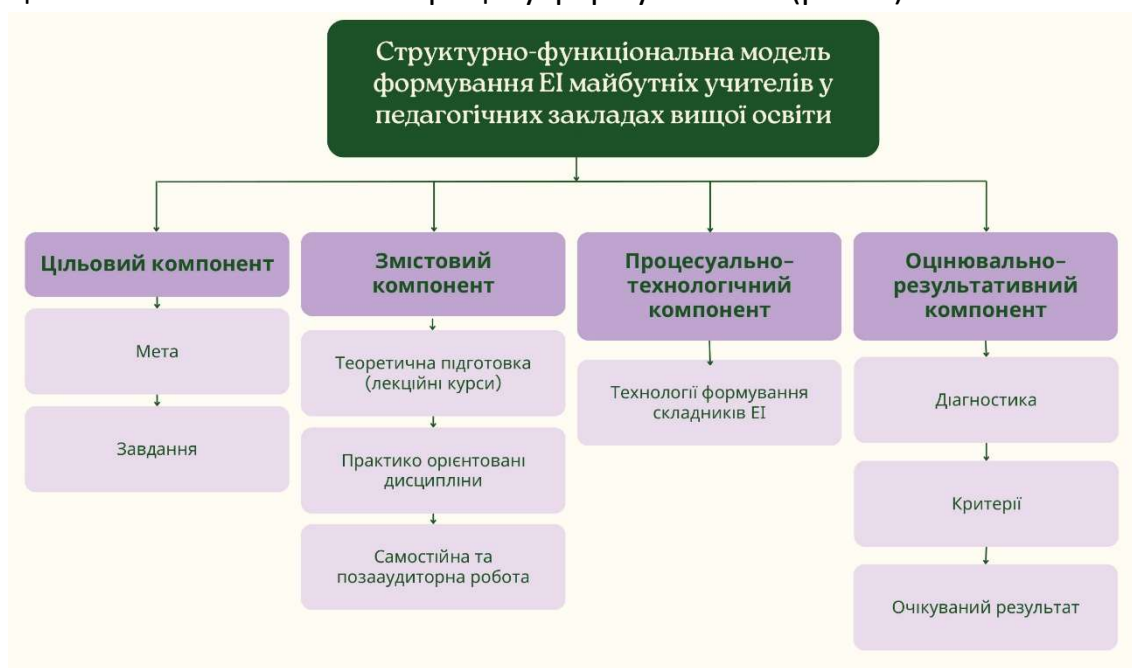 Структурно-функціональна модель
формування ЕІ майбутніх учителів у
педагогічних закладах вищої освіти
Цільовий компонент
Мета
Завдання
Змістовий
компонент
Теоретична підготовка
(лекційні курси)
Практико орієнтовані
дисципліни
Самостійна та
позааудиторна робота
Процесуально-
технологічний
компонент
Технології формування
складників ЕІ
Оцінювально-
результативний
компонент
Діагностика
Критерії
Очікуваний результат